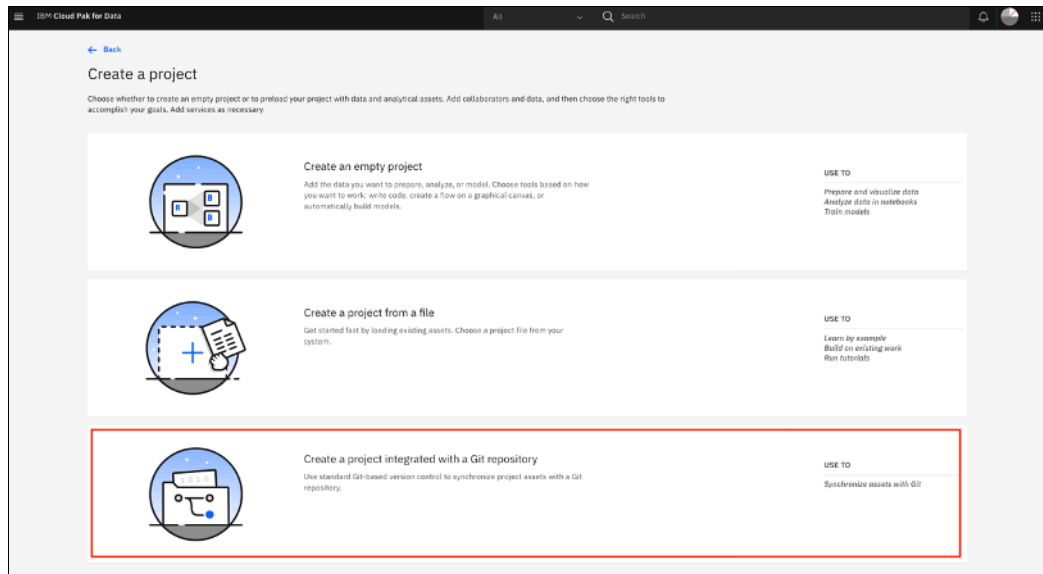 IBM Cloud Pak for Data
All
Search
← Back
Create a project
Choose whether to create an empty project or to preload your project with data and analytical assets. Add collaborators and data, and then choose the right tools to
accomplish your goals. Add services as necessary.
Create an empty project
Add the data you want to prepare, analyze, or model. Choose tools based on how
you want to work: write code, create a flow on a graphical canvas, or
automatically build models.
USE TO
Prepare and visualize data
Analyze data in notebooks
Train models
B
A
B
Create a project from a file
Get started fast by loading existing assets. Choose a project file from your
system.
USE TO
Learn by example
Build on existing work
Run tutorials
Create a project integrated with a Git repository
Use standard Git-based version control to synchronize project assets with a Git
repository.
USE TO
Synchronize assets with Git
1010